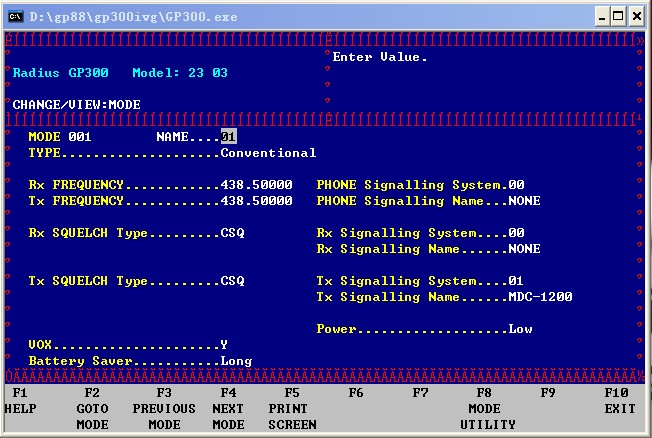 D:\gp88\gp300ivg\GP300.exe
Enter Value.
Radius GP300 Model: 23 03
CHANGE/VIEW:MODE
MODE 001 NAME....01
TYPE....................Conventional
Rx FREQUENCY............438.50000 PHONE Signalling System.00
Tx FREQUENCY............438.50000 PHONE Signalling Name...NONE
Rx SQUELCH Type.........CSQ Rx Signalling System....00
Rx Signalling Name......NONE
Tx SQUELCH Type.........CSQ Tx Signalling System....01
Tx Signalling Name......MDC-1200
Power...................Low
VOX.....................Y
Battery Saver...........Long
F1 F2 F3 F4 F5 F6 F7 F8 F9 F10
HELP GOTO PREVIOUS NEXT PRINT MODE EXIT
MODE MODE MODE SCREEN UTILITY